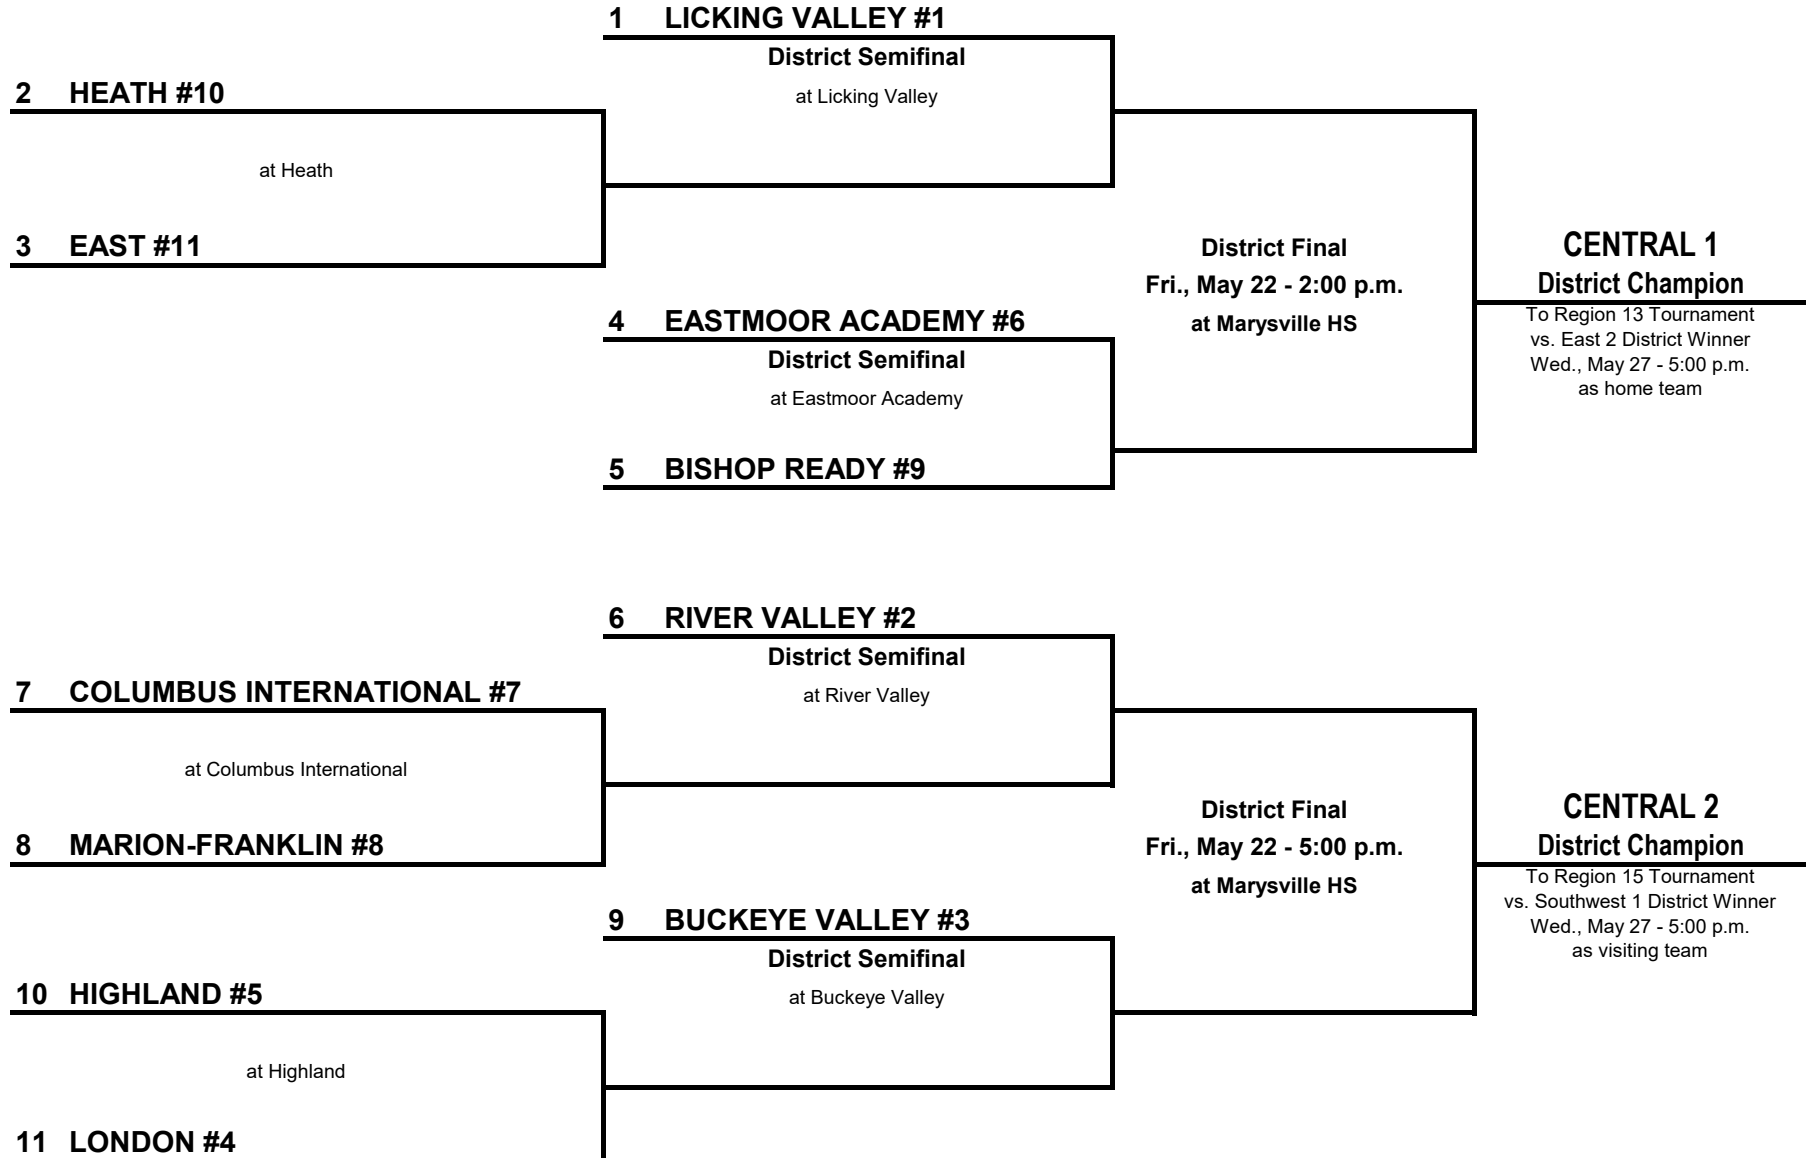 1 LICKING VALLEY #1
District Semifinal
at Licking Valley
2 HEATH #10
at Heath
3 EAST #11
4 EASTMOOR ACADEMY #6
District Semifinal
at Eastmoor Academy
5 BISHOP READY #9
District Final
Fri., May 22 - 2:00 p.m.
at Marysville HS
CENTRAL 1
District Champion
To Region 13 Tournament
vs. East 2 District Winner
Wed., May 27 - 5:00 p.m.
as home team
6 RIVER VALLEY #2
District Semifinal
at River Valley
7 COLUMBUS INTERNATIONAL #7
at Columbus International
8 MARION-FRANKLIN #8
9 BUCKEYE VALLEY #3
District Semifinal
at Buckeye Valley
10 HIGHLAND #5
at Highland
11 LONDON #4
District Final
Fri., May 22 - 5:00 p.m.
at Marysville HS
CENTRAL 2
District Champion
To Region 15 Tournament
vs. Southwest 1 District Winner
Wed., May 27 - 5:00 p.m.
as visiting team